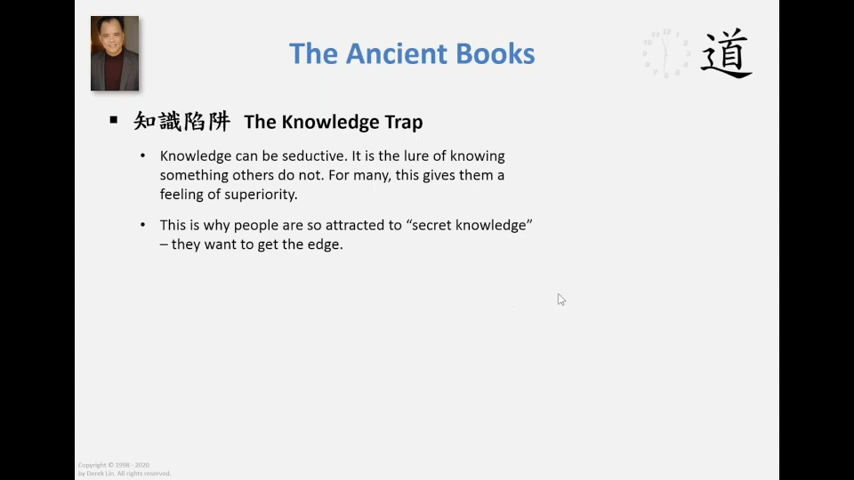 The Ancient Books
道
▪ 知識陷阱 The Knowledge Trap
• Knowledge can be seductive. It is the lure of knowing
something others do not. For many, this gives them a
feeling of superiority.
• This is why people are so attracted to “secret knowledge”
– they want to get the edge.
Copyright © 1998 - 2020
by Derek Lin. All rights reserved.